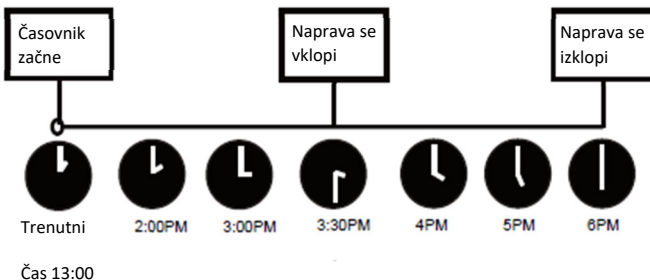 Časovnik
začne
Naprava se
vklopi
Naprava se
izklopi
Trenutni
2:00PM
3:00PM
3:30PM
4PM
5PM
6PM
Čas 13:00